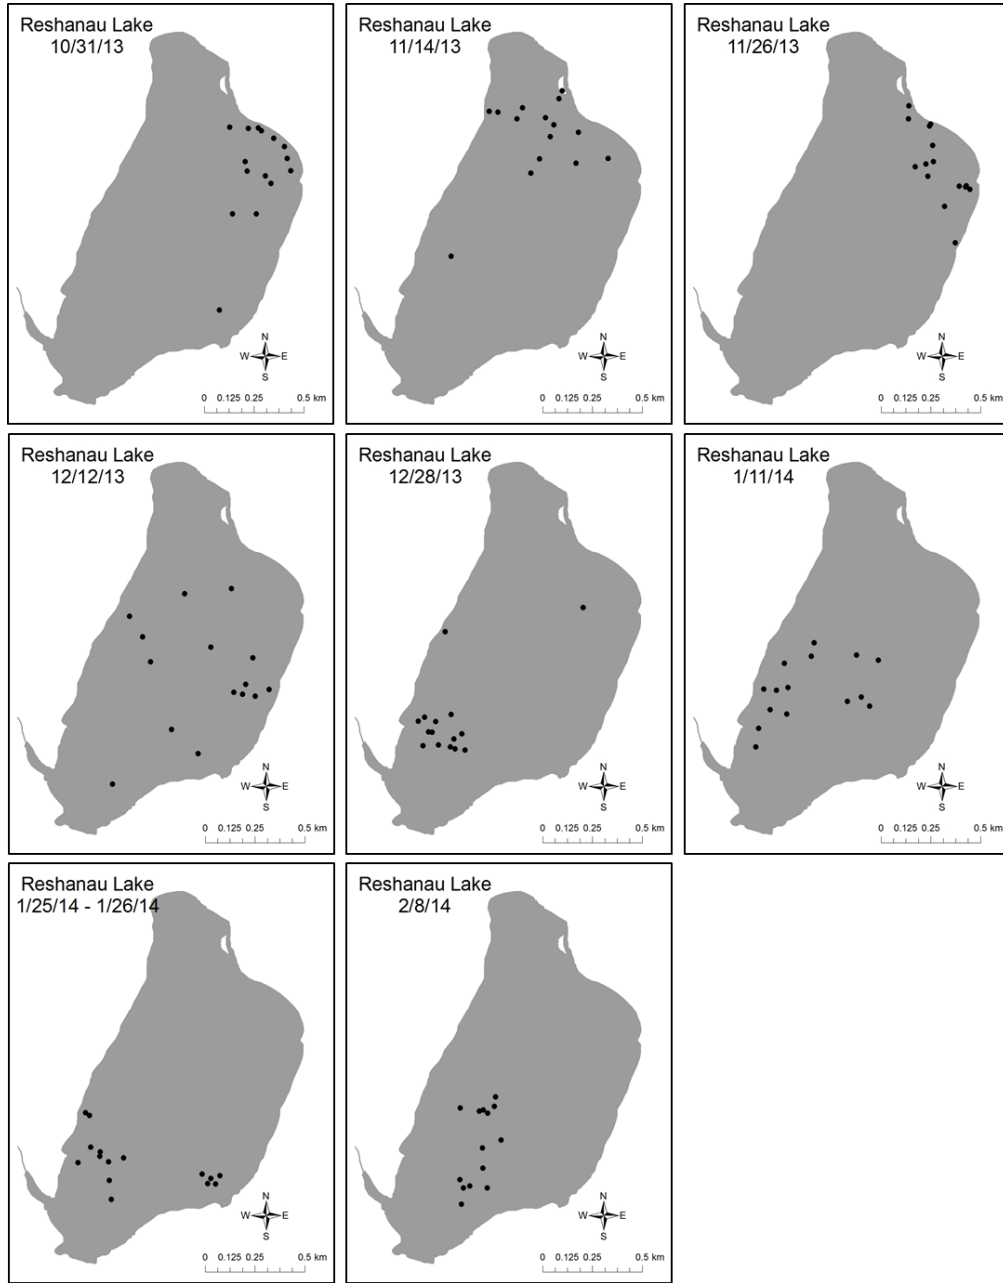 Reshanau Lake
10/31/13
N
W E
S
0 0.125 0.25 0.5 km
Reshanau Lake
11/14/13
N
W E
S
0 0.125 0.25 0.5 km
Reshanau Lake
11/26/13
N
W E
S
0 0.125 0.25 0.5 km
Reshanau Lake
12/12/13
N
W E
S
0 0.125 0.25 0.5 km
Reshanau Lake
12/28/13
N
W E
S
0 0.125 0.25 0.5 km
Reshanau Lake
1/11/14
N
W E
S
0 0.125 0.25 0.5 km
Reshanau Lake
1/25/14 - 1/26/14
N
W E
S
0 0.125 0.25 0.5 km
Reshanau Lake
2/8/14
N
W E
S
0 0.125 0.25 0.5 km